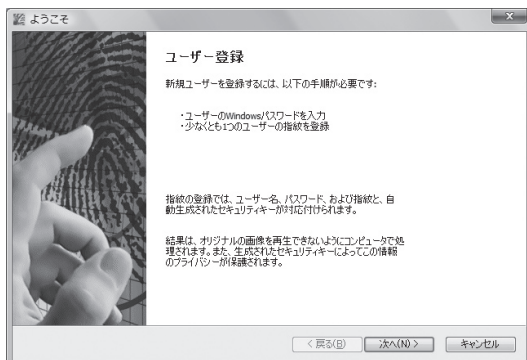 ようこそ
ユーザー登録
新規ユーザーを登録するには、以下の手順が必要です:
・ユーザーのWindowsパスワードを入力
・少なくとも1つのユーザーの指紋を登録
指紋の登録では、ユーザー名、パスワード、および指紋と、自
動生成されたセキュリティキーが対応付けられます。
結果は、オリジナルの画像を再生できないようにコンピュータで処
理されます。また、生成されたセキュリティキーによってこの情報
のプライバシーが保護されます。
< 戻る(B) 次へ(N) > キャンセル